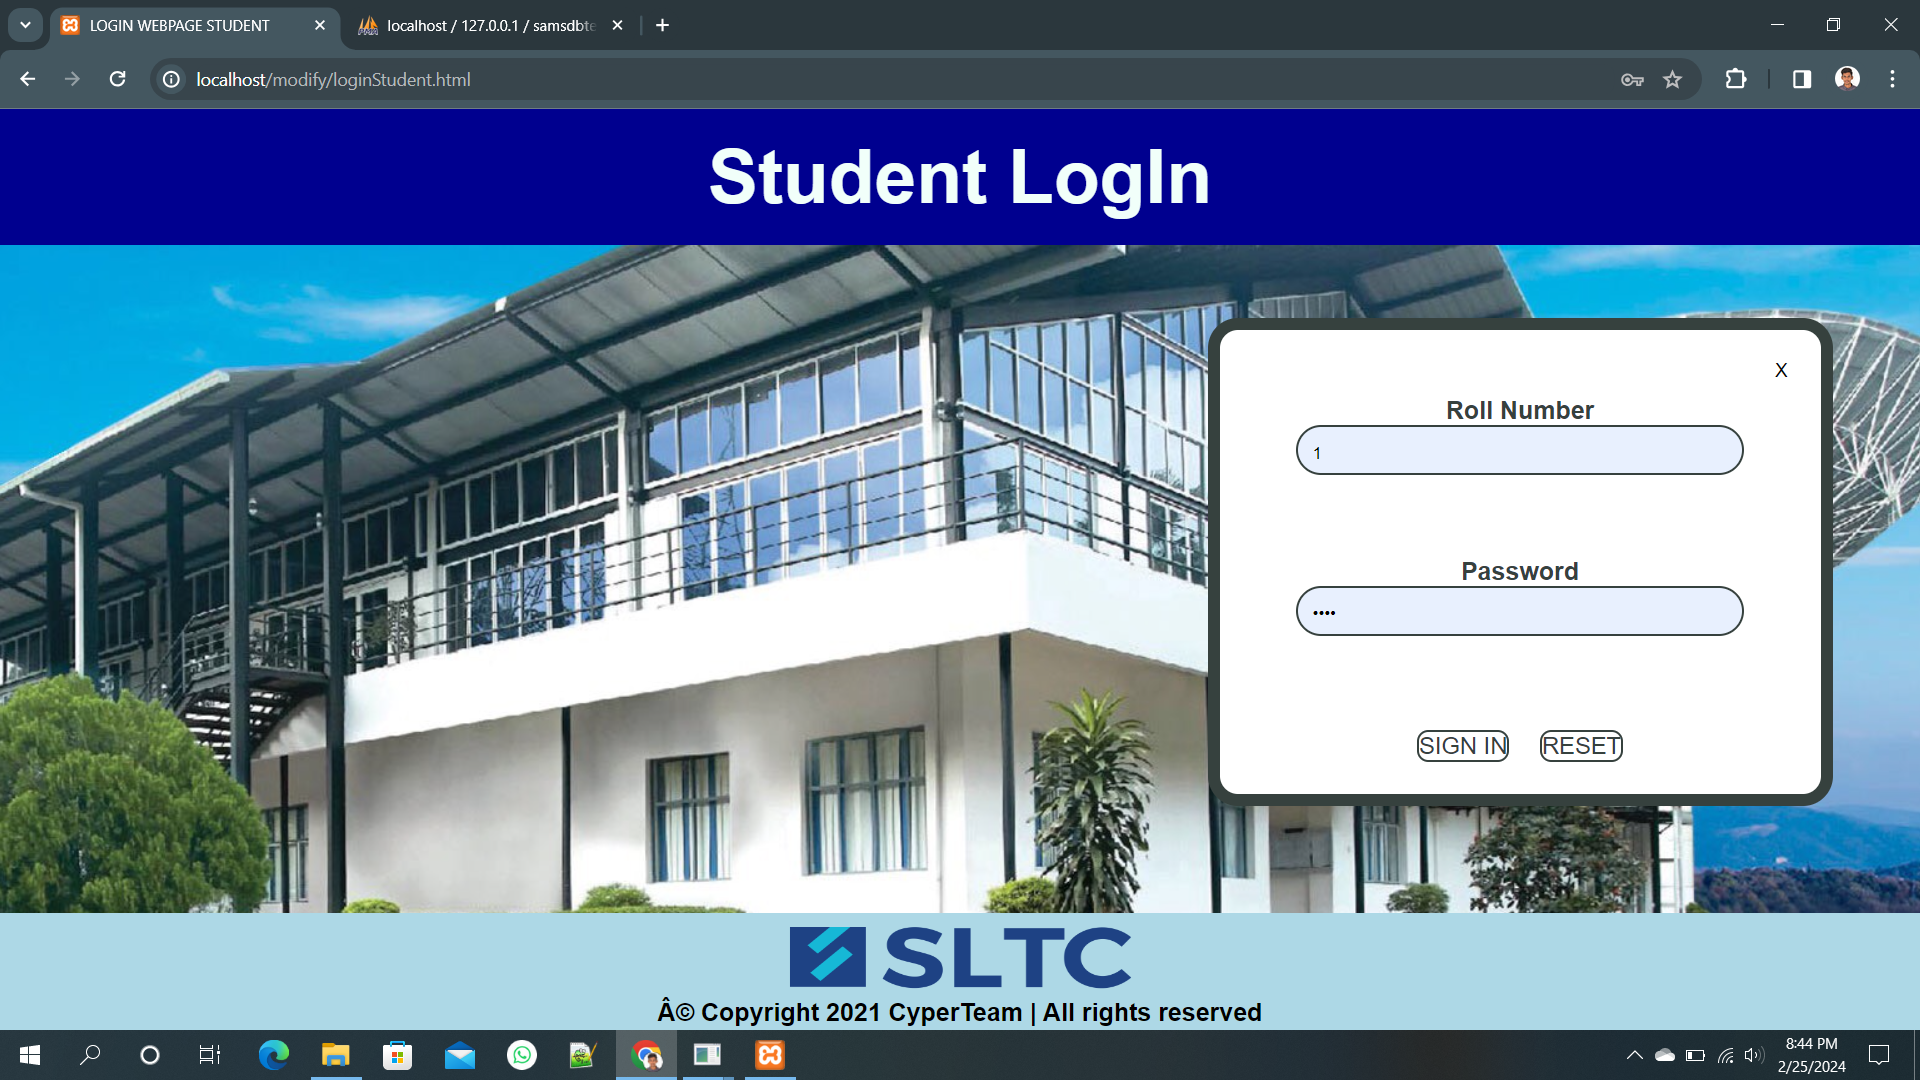 LOGIN WEBPAGE STUDENT
localhost / 127.0.0.1 / samsdbte
localhost/modify/loginStudent.html
Student LogIn
X
Roll Number
1
Password
••••
SIGN IN RESET
SLTC
Â© Copyright 2021 CyperTeam | All rights reserved
8:44 PM
2/25/2024